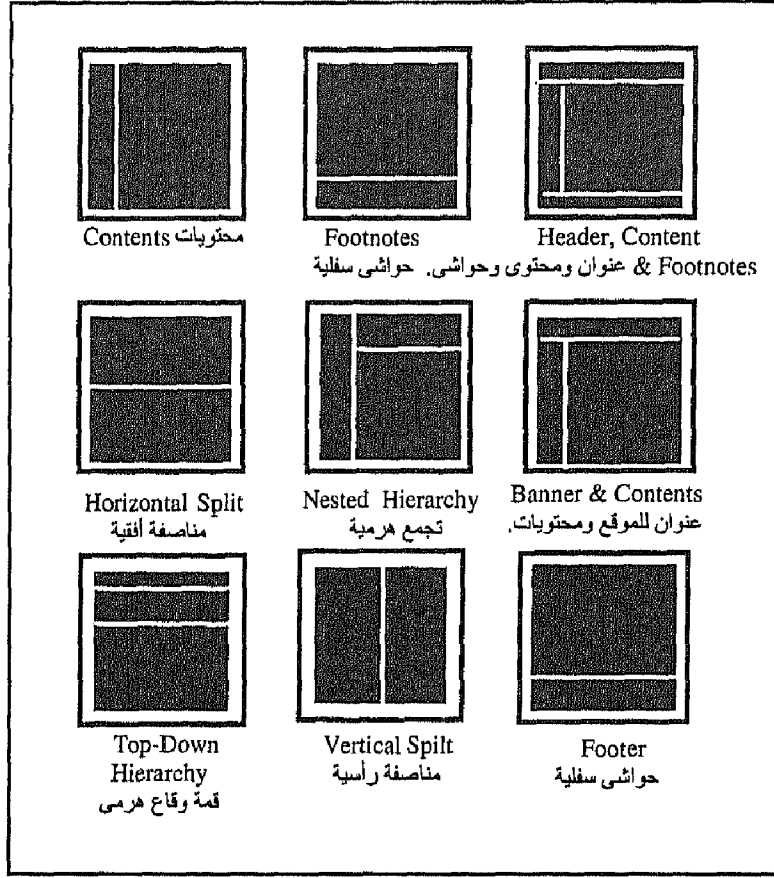 Contents محتويات
Footnotes
Header, Content
& Footnotes عنوان ومحتوى وحواشى. حواشى سفلية
Horizontal Split
مناصفة أفقية
Nested Hierarchy
تجمع هرمية
Banner & Contents
عنوان للموقع ومحتويات.
Top-Down
Hierarchy
قمة وقاع هرمى
Vertical Spilt
مناصفة رأسية
Footer
حواشى سفلية